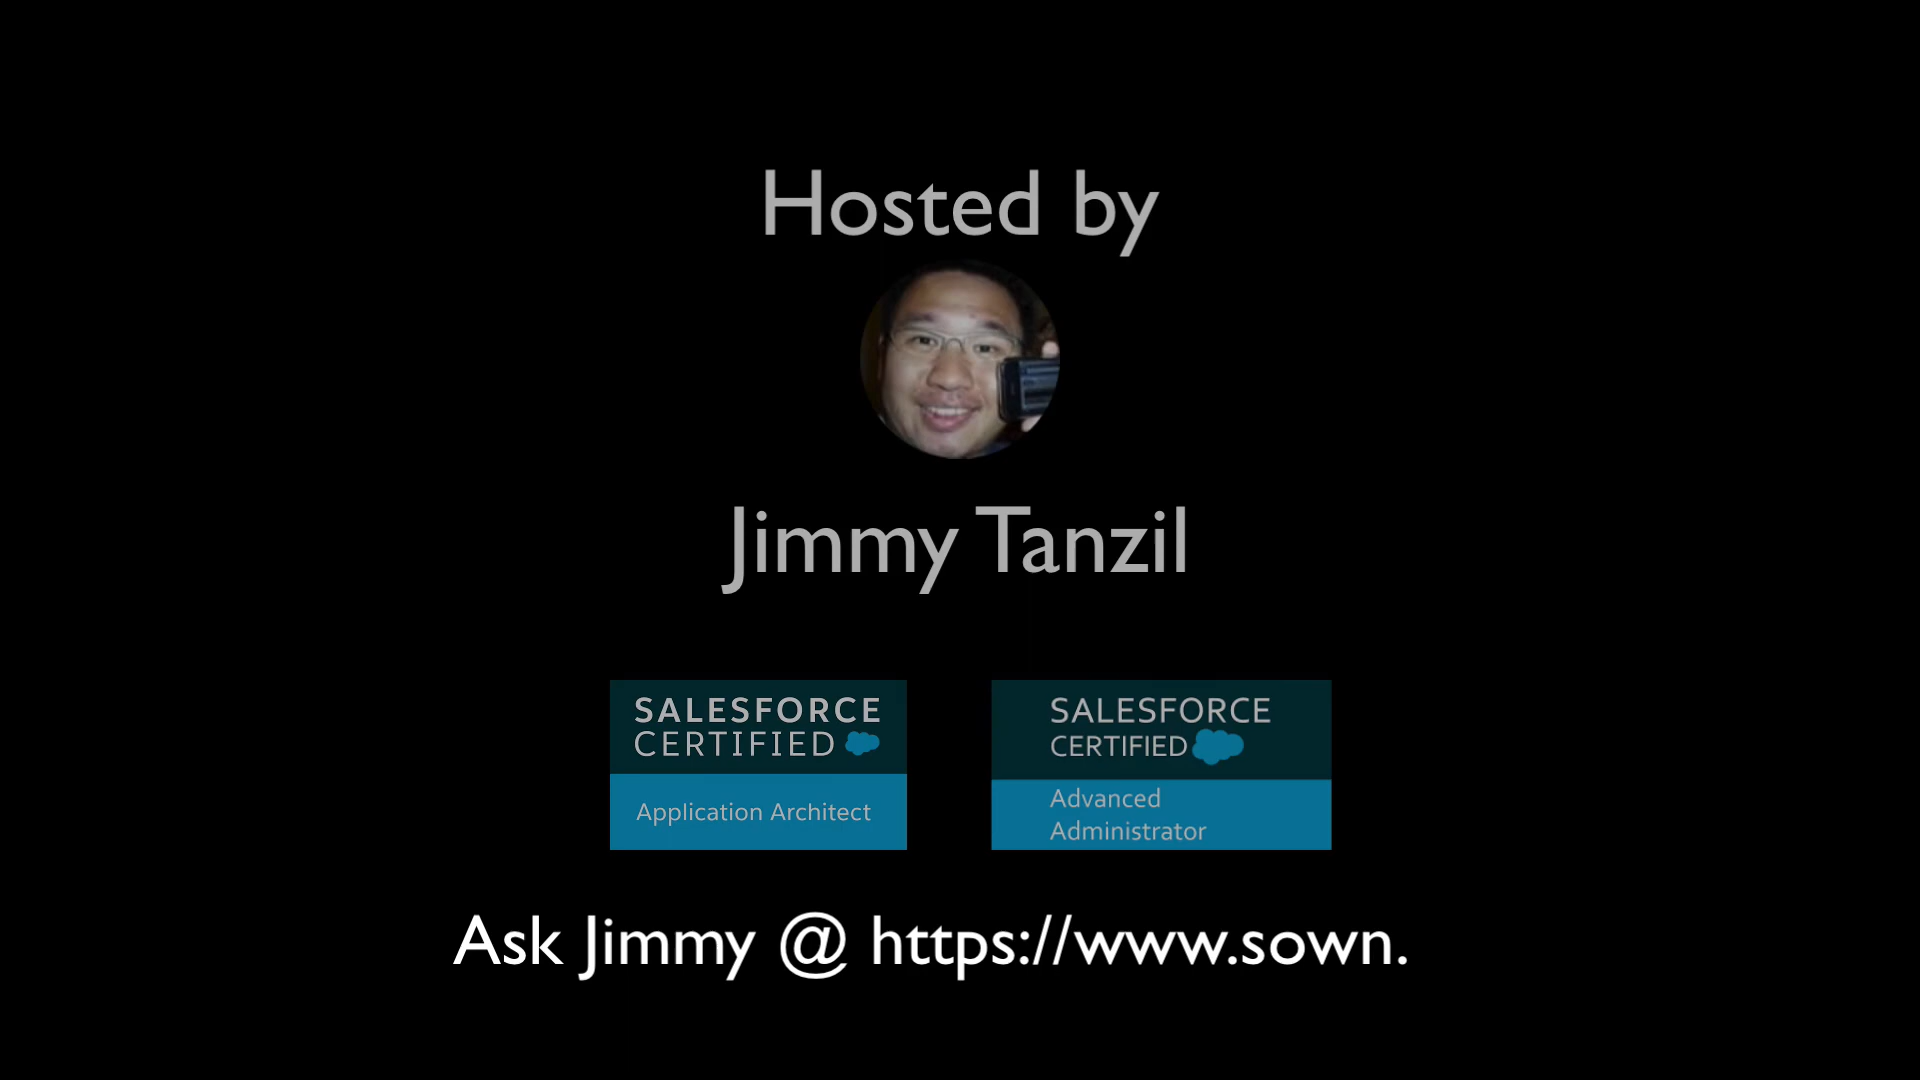 Hosted by
Jimmy Tanzil
SALESFORCE
CERTIFIED
Application Architect
SALESFORCE
CERTIFIED
Advanced
Administrator
Ask Jimmy @ https://www.sown.